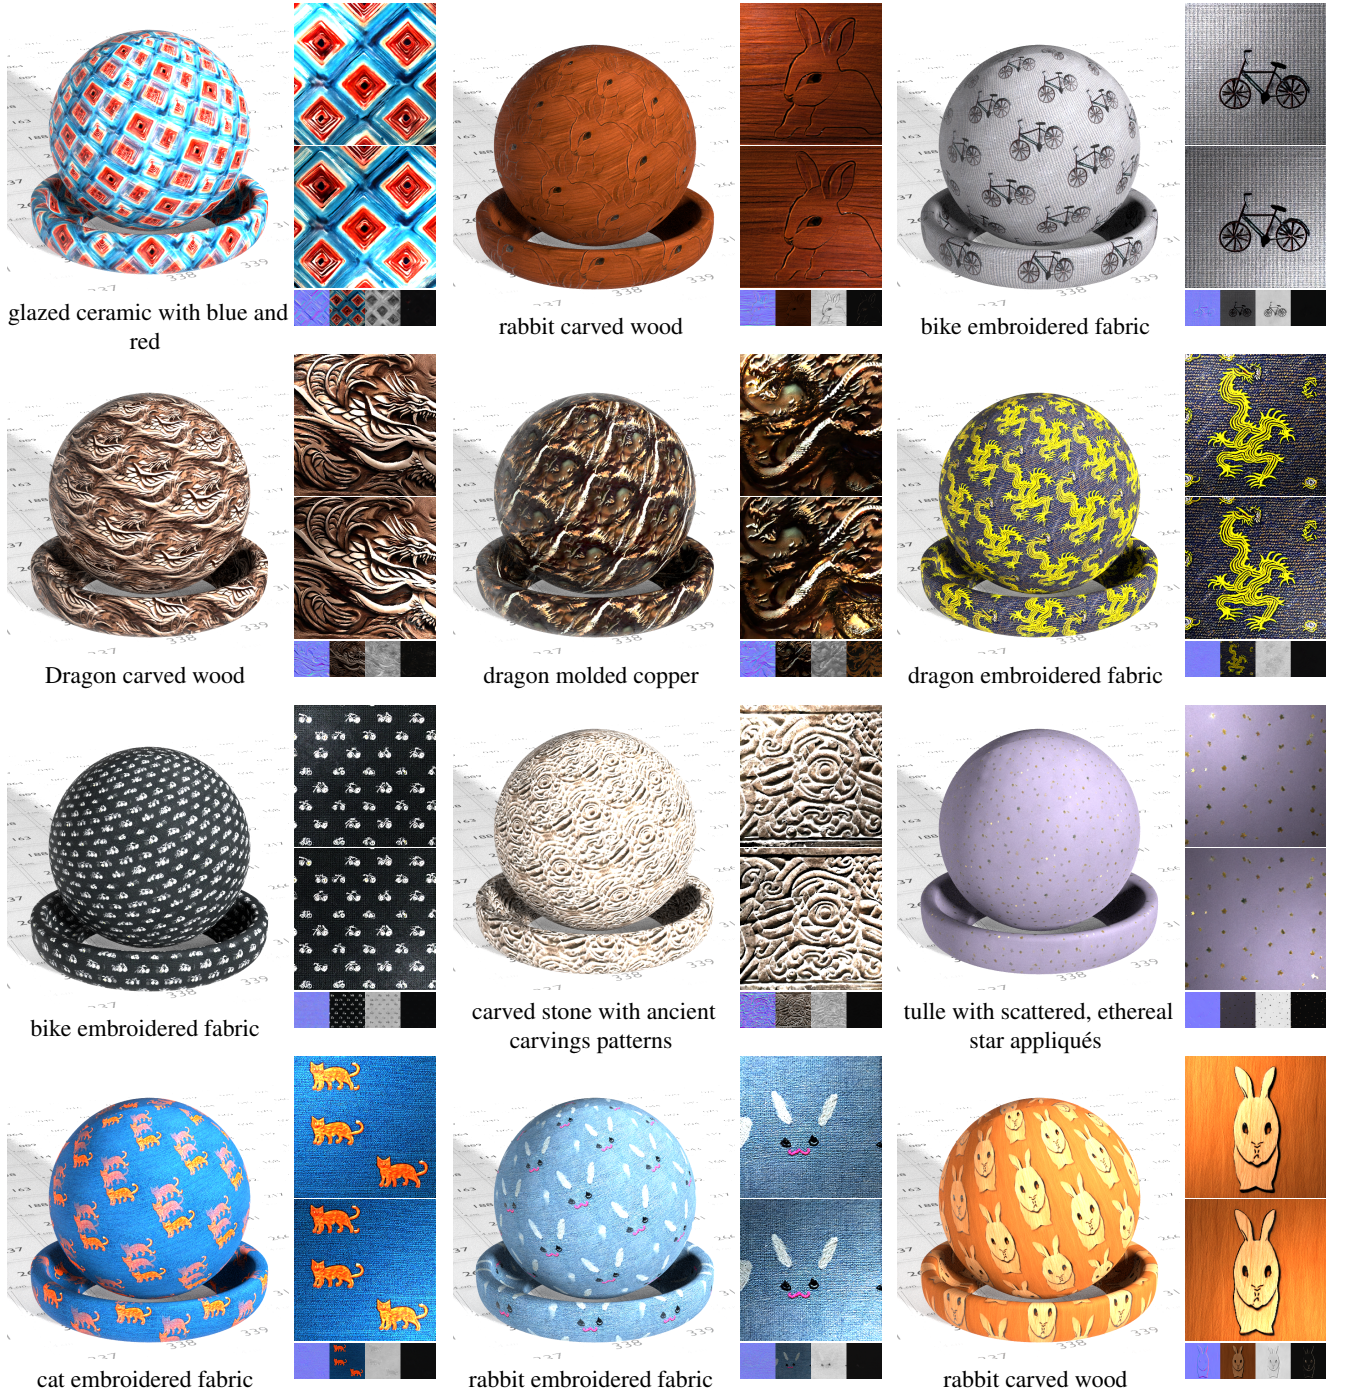 glazed ceramic with blue and
red
rabbit carved wood
bike embroidered fabric
Dragon carved wood
dragon molded copper
dragon embroidered fabric
bike embroidered fabric
carved stone with ancient
carvings patterns
tulle with scattered, ethereal
star appliqués
cat embroidered fabric
rabbit embroidered fabric
rabbit carved wood